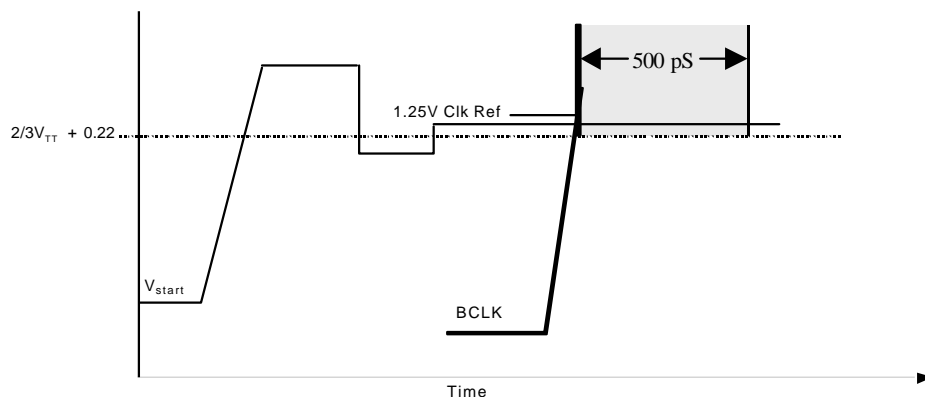 500 pS
1.25V Clk Ref
2/3VTT + 0.22
Vstart
BCLK
Time